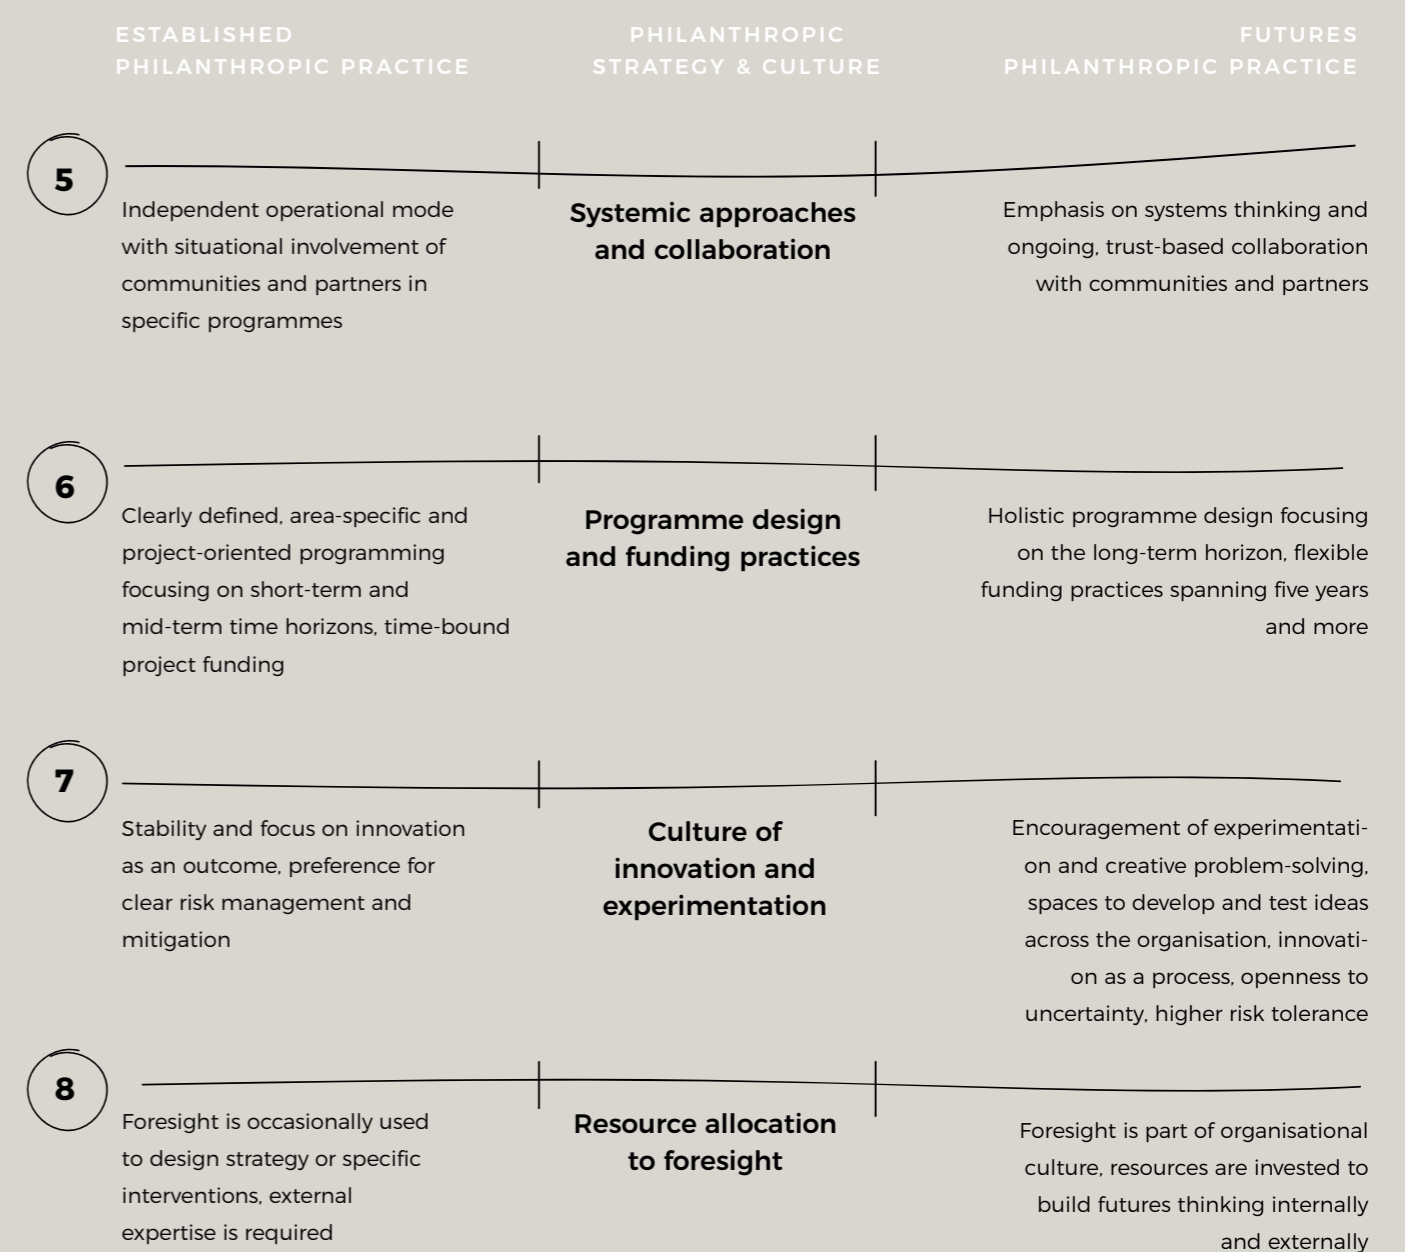 ESTABLISHED
PHILANTHROPIC PRACTICE
PHILANTHROPIC
STRATEGY & CULTURE
FUTURES
PHILANTHROPIC PRACTICE
5
Independent operational mode
with situational involvement of
communities and partners in
specific programmes
Systemic approaches
and collaboration
Emphasis on systems thinking and
ongoing, trust-based collaboration
with communities and partners
6
Clearly defined, area-specific and
project-oriented programming
focusing on short-term and
mid-term time horizons, time-bound
project funding
Programme design
and funding practices
Holistic programme design focusing
on the long-term horizon, flexible
funding practices spanning five years
and more
7
Stability and focus on innovation
as an outcome, preference for
clear risk management and
mitigation
Culture of
innovation and
experimentation
Encouragement of experimentati-
on and creative problem-solving,
spaces to develop and test ideas
across the organisation, innovati-
on as a process, openness to
uncertainty, higher risk tolerance
8
Foresight is occasionally used
to design strategy or specific
interventions, external
expertise is required
Resource allocation
to foresight
Foresight is part of organisational
culture, resources are invested to
build futures thinking internally
and externally